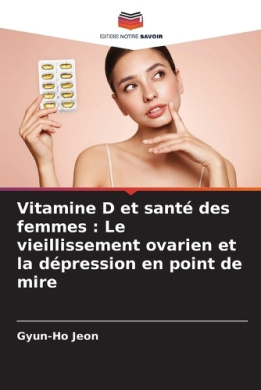 EDITIONS NOTRE SAVOIR
Vitamine D et santé des
femmes : Le
vieillissement ovarien et
la dépression en point de
mire
Gyun-Ho Jeon